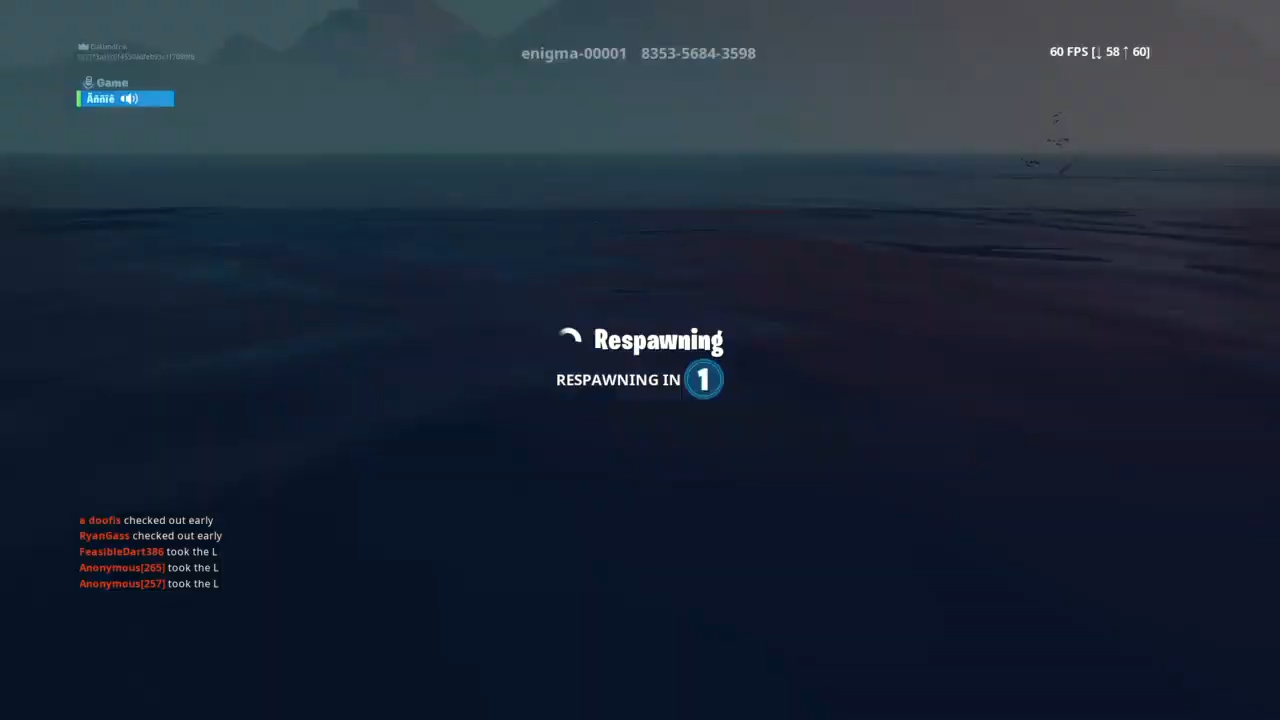 enigma-00001 8353-5684-3598
60 FPS [↓ 58 ↑ 60]
Game
Äññïê
Respawning
RESPAWNING IN 1
a doofis checked out early
RyanGass checked out early
FeasibleDart386 took the L
Anonymous[265] took the L
Anonymous[257] took the L